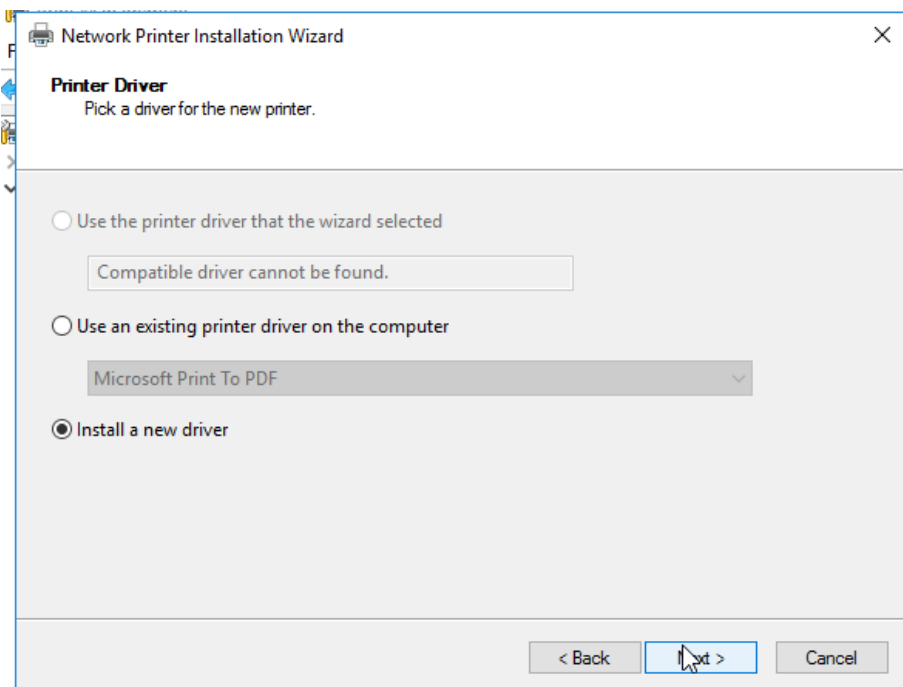 Network Printer Installation Wizard
Printer Driver
Pick a driver for the new printer.
Use the printer driver that the wizard selected
Compatible driver cannot be found.
Use an existing printer driver on the computer
Microsoft Print To PDF
Install a new driver
< Back
Cancel